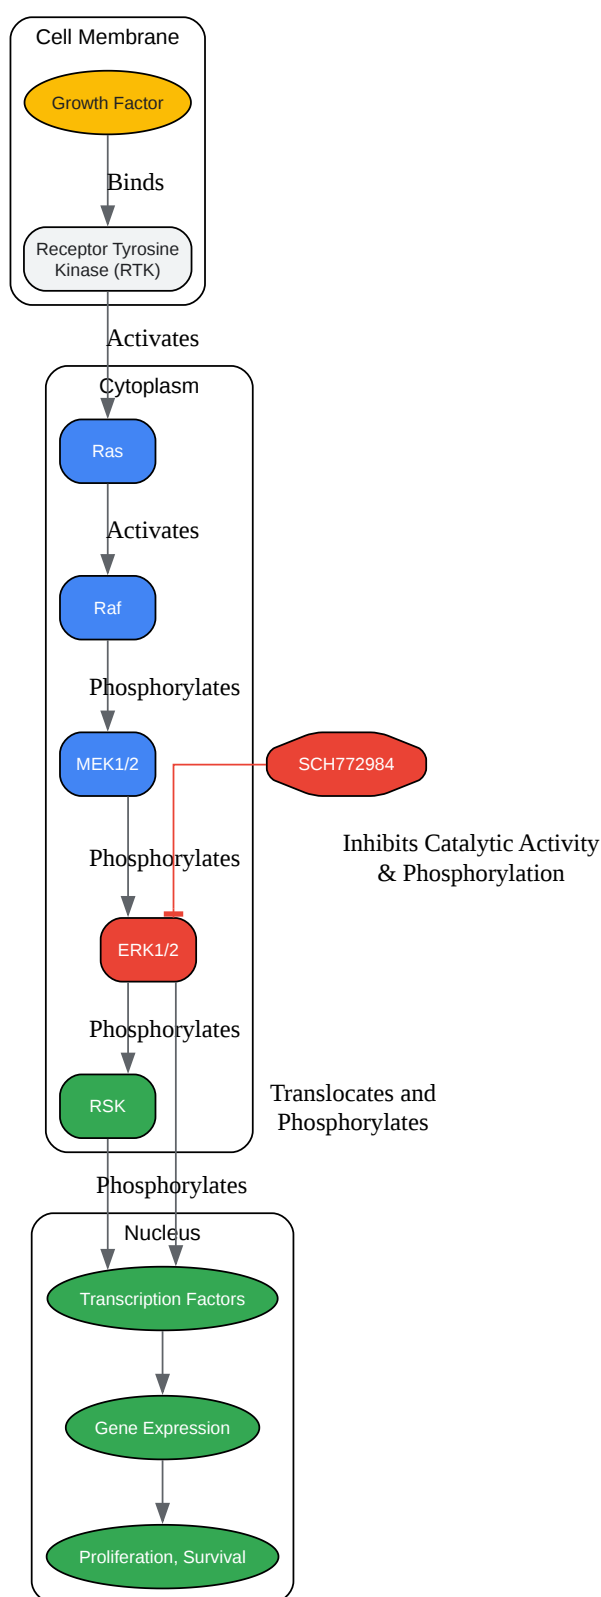 Cell Membrane
Growth Factor
Binds
Receptor Tyrosine
Kinase (RTK)
Activates
Cytoplasm
Ras
Activates
Raf
Phosphorylates
MEK1/2
SCH772984
Inhibits Catalytic Activity
& Phosphorylation
Phosphorylates
ERK1/2
Phosphorylates
RSK
Translocates and
Phosphorylates
Phosphorylates
Nucleus
Transcription Factors
Gene Expression
Proliferation, Survival